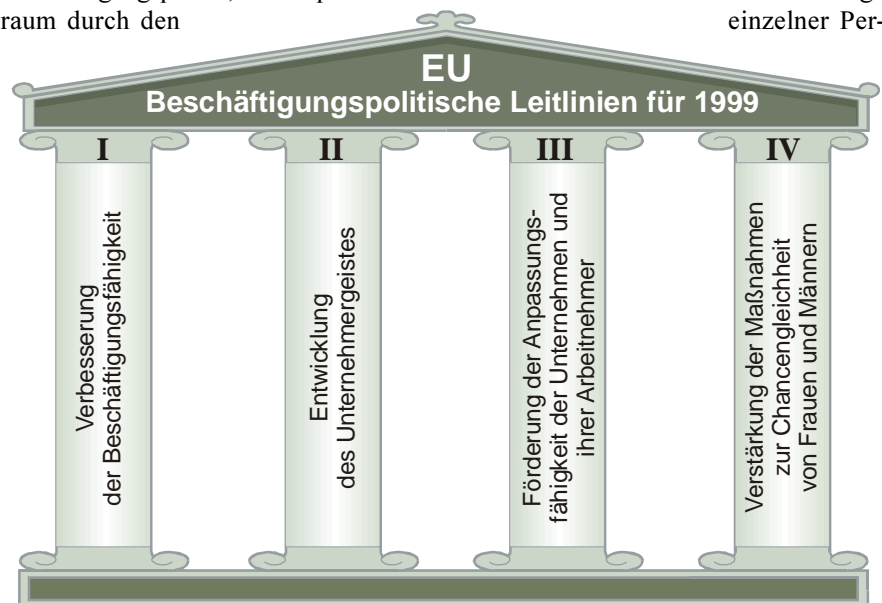 raum durch den
einzelner Per-
EU
Beschäftigungspolitische Leitlinien für 1999
I
Verbesserung
der Beschäftigungsfähigkeit
II
Entwicklung
des Unternehmergeistes
III
Förderung der Anpassungs-
fähigkeit der Unternehmen und
ihrer Arbeitnehmer
IV
Verstärkung der Maßnahmen
zur Chancengleichheit
von Frauen und Männern